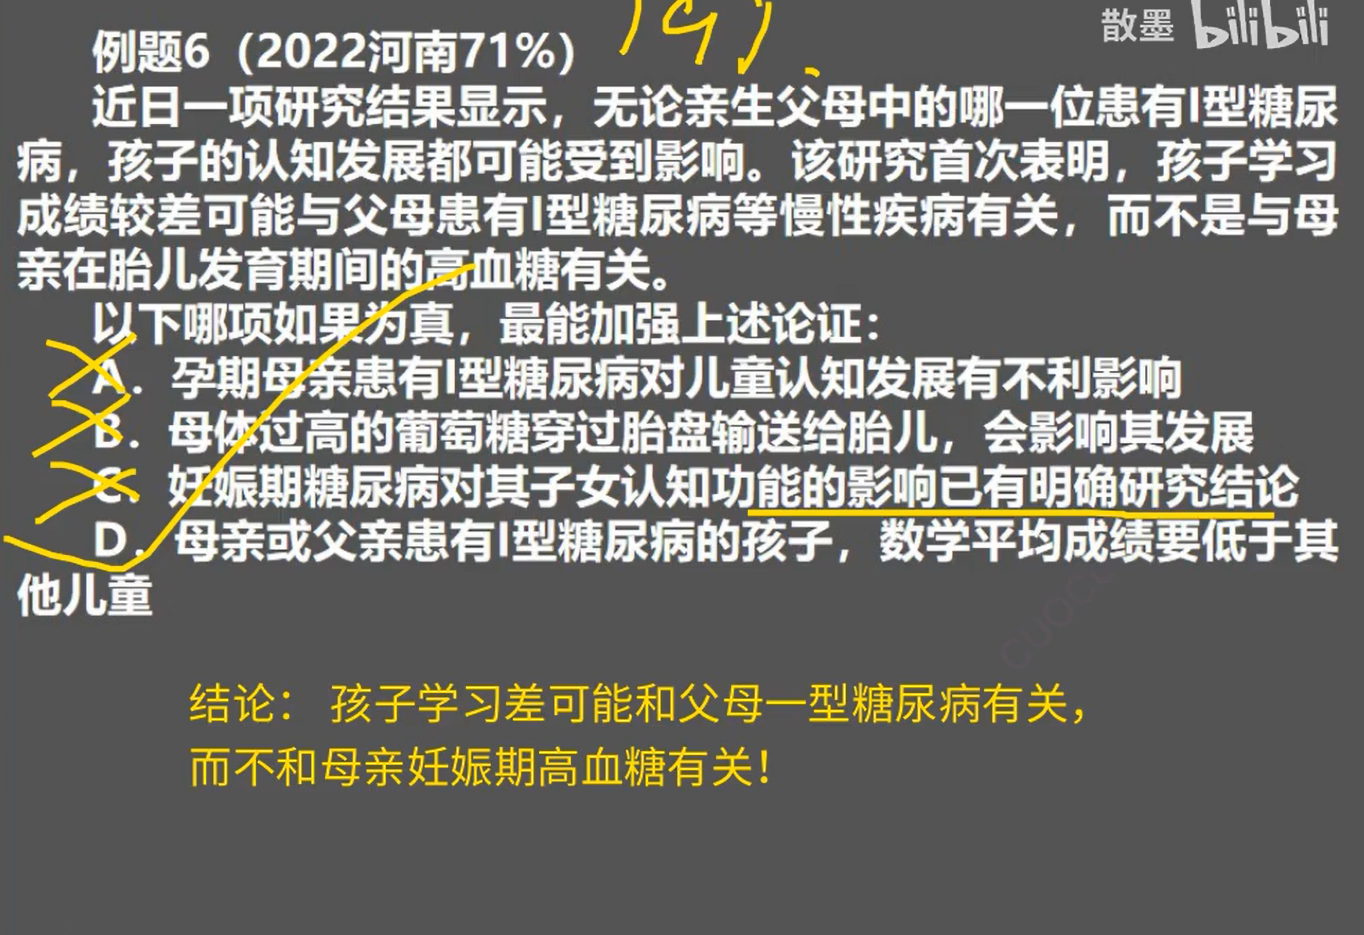 散墨 bilibili
例题6（2022河南71%）
近日一项研究结果显示，无论亲生父母中的哪一位患有I型糖尿
病，孩子的认知发展都可能受到影响。该研究首次表明，孩子学习
成绩较差可能与父母患有I型糖尿病等慢性疾病有关，而不是与母
亲在胎儿发育期间的高血糖有关。
以下哪项如果为真，最能加强上述论证：
A．孕期母亲患有I型糖尿病对儿童认知发展有不利影响
B．母体过高的葡萄糖穿过胎盘输送给胎儿，会影响其发展
C．妊娠期糖尿病对其子女认知功能的影响已有明确研究结论
D．母亲或父亲患有I型糖尿病的孩子，数学平均成绩要低于其
他儿童
结论： 孩子学习差可能和父母一型糖尿病有关，
而不和母亲妊娠期高血糖有关！